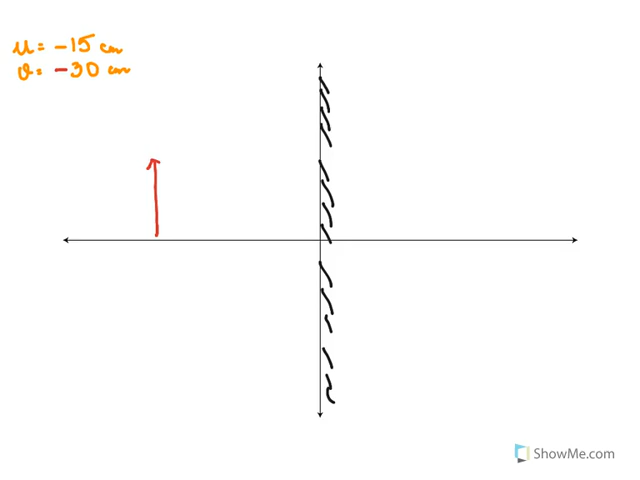 u = -15 cm
v = -30 cm
ShowMe.com